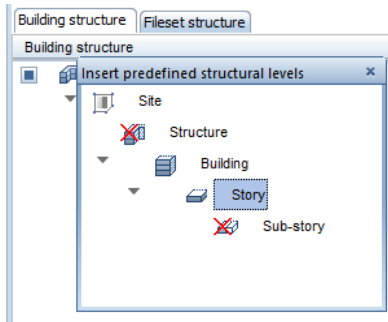 Building structure Fileset structure
Building structure
Insert predefined structural levels
Site
Structure
Building
Story
Sub-story